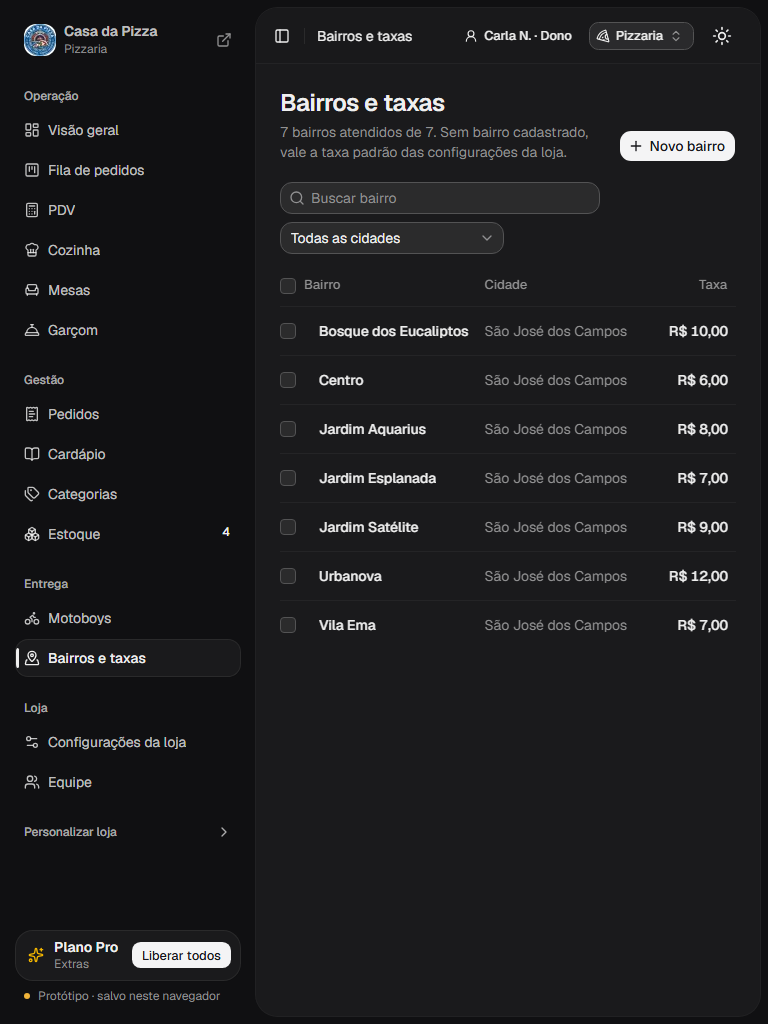 Casa da Pizza
Pizzaria
Operação
Visão geral
Fila de pedidos
PDV
Cozinha
Mesas
Garçom
Gestão
Pedidos
Cardápio
Categorias
Estoque 4
Entrega
Motoboys
Bairros e taxas
Loja
Configurações da loja
Equipe
Personalizar loja
Plano Pro
Extras
Liberar todos
Protótipo · salvo neste navegador
Bairros e taxas
Carla N. · Dono
Pizzaria
Bairros e taxas
7 bairros atendidos de 7. Sem bairro cadastrado,
vale a taxa padrão das configurações da loja.
Novo bairro
Buscar bairro
Todas as cidades
Bairro Cidade Taxa
Bosque dos Eucaliptos São José dos Campos R$ 10,00
Centro São José dos Campos R$ 6,00
Jardim Aquarius São José dos Campos R$ 8,00
Jardim Esplanada São José dos Campos R$ 7,00
Jardim Satélite São José dos Campos R$ 9,00
Urbanova São José dos Campos R$ 12,00
Vila Ema São José dos Campos R$ 7,00